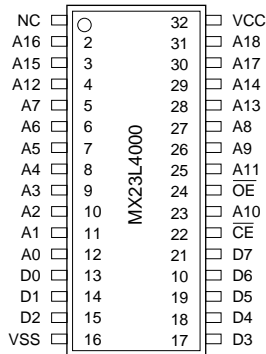 NC 32 VCC
A16 2 31 A18
A15 3 30 A17
A12 4 29 A14
A7 5 28 A13
A6 6 27 A8
A5 7 26 A9
A4 8 25 A11
A3 9 24 O̅E̅
A2 10 23 A10
A1 11 22 C̅E̅
A0 12 21 D7
D0 13 10 D6
D1 14 19 D5
D2 15 18 D4
VSS 16 17 D3
MX23L4000